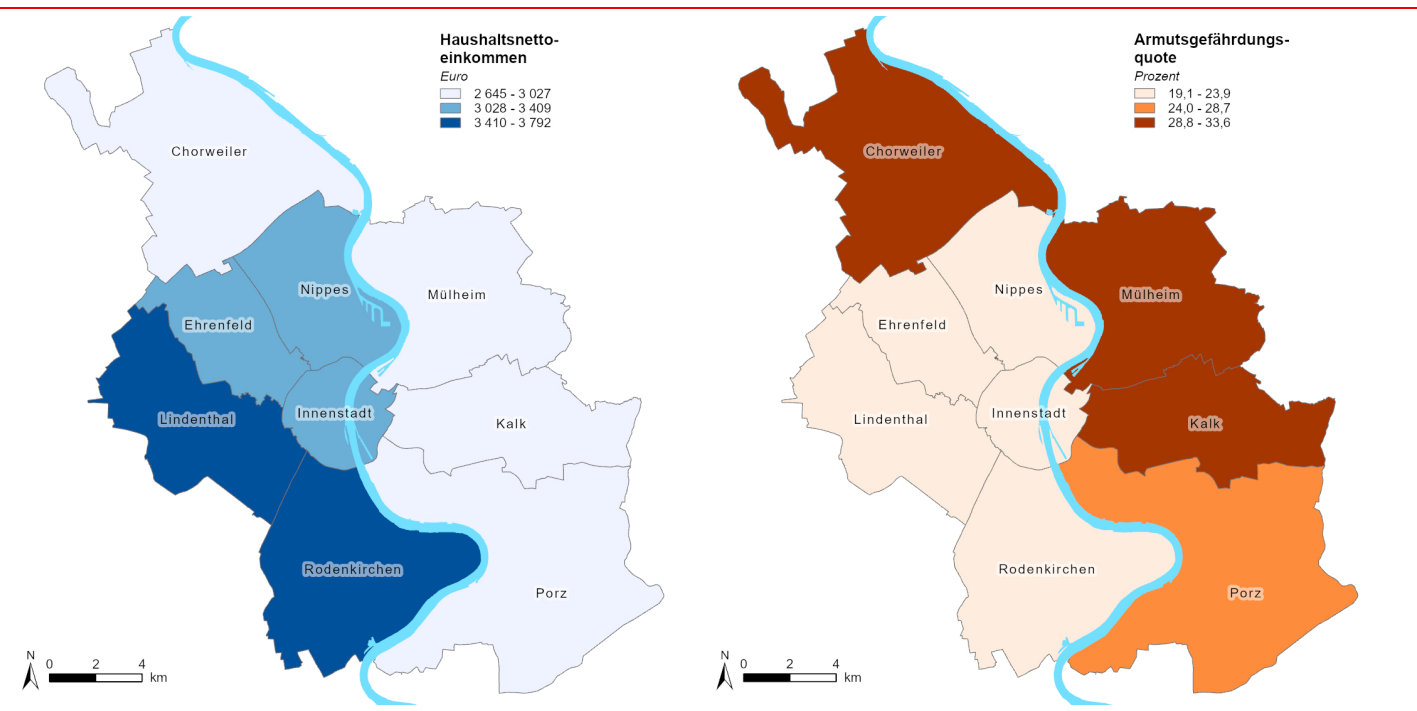 Haushaltsnetto-
einkommen
Euro
2 645 - 3 027
3 028 - 3 409
3 410 - 3 792
Chorweiler
Nippes
Mülheim
Ehrenfeld
Innenstadt
Lindenthal
Kalk
Rodenkirchen
Porz
N
0 2 4
km
Armutsgefährdungs-
quote
Prozent
19,1 - 23,9
24,0 - 28,7
28,8 - 33,6
Chorweiler
Nippes
Mülheim
Ehrenfeld
Innenstadt
Lindenthal
Kalk
Rodenkirchen
Porz
N
0 2 4
km